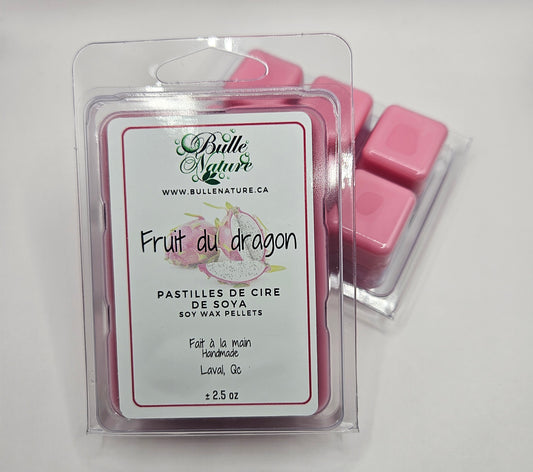 Bulle
Nature
WWW.BULLENATURE.CA
Fruit du dragon
PASTILLES DE CIRE
DE SOYA
SOY WAX PELLETS
Fait à la main
Handmade
Laval, Qc
± 2.5 oz